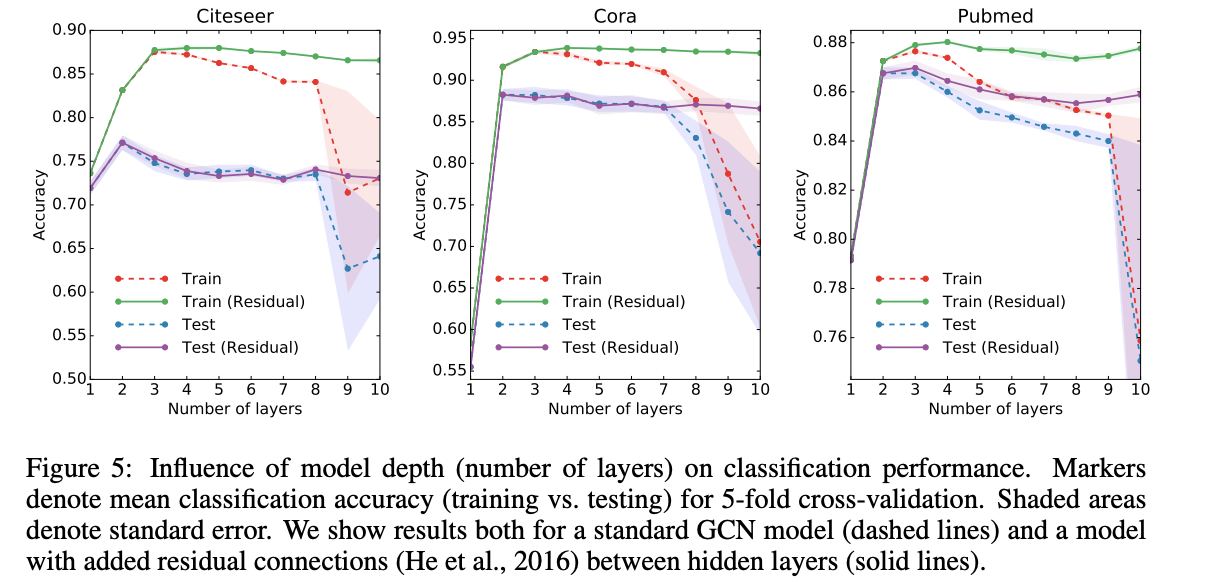 Citeseer
Cora
Pubmed
0.90
0.85
0.80
0.75
0.70
0.65
0.60
0.55
0.50
Accuracy
Train
Train (Residual)
Test
Test (Residual)
1 2 3 4 5 6 7 8 9 10
Number of layers
0.95
0.90
0.85
0.80
0.75
0.70
0.65
0.60
0.55
Accuracy
Train
Train (Residual)
Test
Test (Residual)
1 2 3 4 5 6 7 8 9 10
Number of layers
0.88
0.86
0.84
0.82
0.80
0.78
0.76
Accuracy
Train
Train (Residual)
Test
Test (Residual)
1 2 3 4 5 6 7 8 9 10
Number of layers
Figure 5: Influence of model depth (number of layers) on classification performance. Markers
denote mean classification accuracy (training vs. testing) for 5-fold cross-validation. Shaded areas
denote standard error. We show results both for a standard GCN model (dashed lines) and a model
with added residual connections (He et al., 2016) between hidden layers (solid lines).